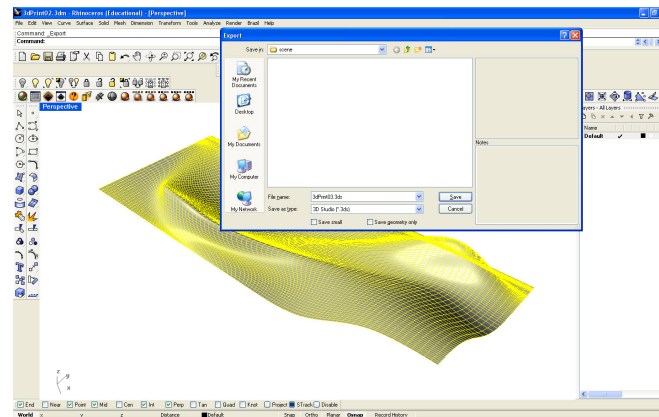 3dPrint02.3dm - Rhinoceros (Educational) - [Perspective]
File Edit View Curve Surface Solid Mesh Dimension Transform Tools Analyze Render Brazil Help
Command: _Export
Command:
Export
Save in: scene
My Recent Documents
Desktop
My Documents
My Computer
My Network
File name: 3dPrint03.3ds Save
Save as type: 3D Studio (*.3ds) Cancel
Save small Save geometry only
Notes
Perspective
Layers - All Layers
Name
Default
z
y
x
End Near Point Mid Cen Int Perp Tan Quad Knot Project STrack Disable
World x y z Distance Default Snap Ortho Planar Osnap Record History